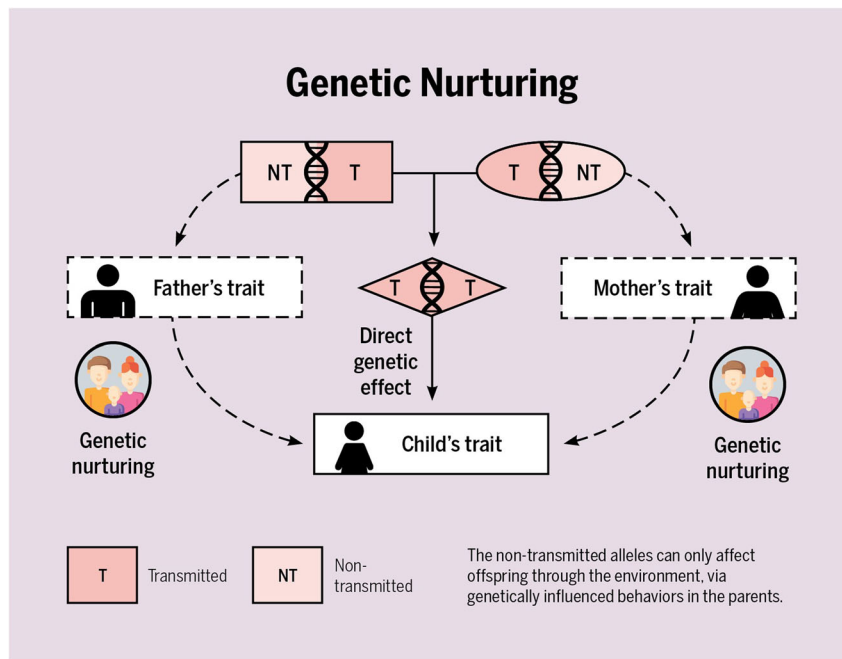 Genetic Nurturing
NT T
T NT
Father's trait
T T
Mother's trait
Direct
genetic
effect
Genetic
nurturing
Child's trait
Genetic
nurturing
T
Transmitted
NT
Non-
transmitted
The non-transmitted alleles can only affect
offspring through the environment, via
genetically influenced behaviors in the parents.